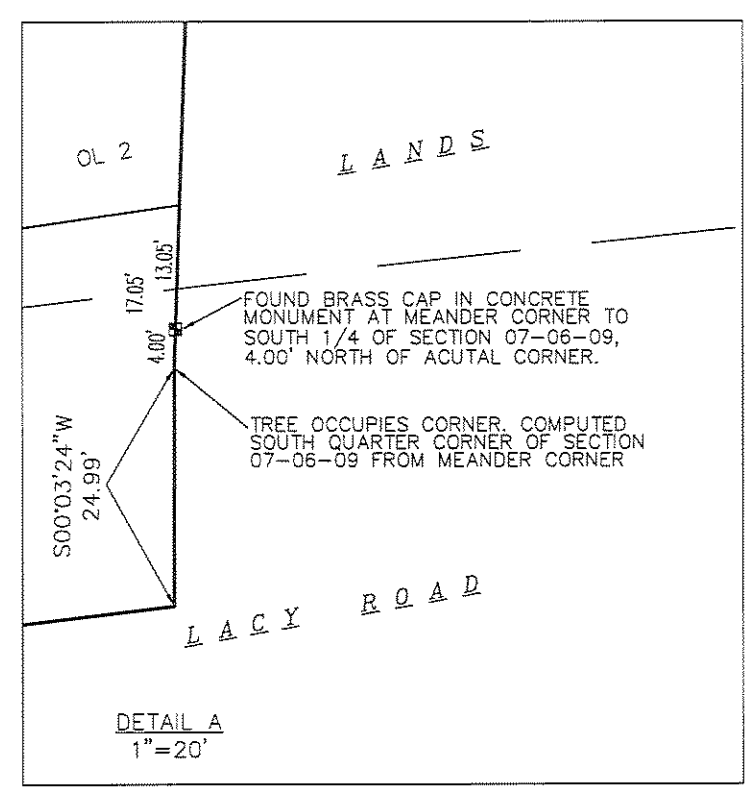 OL 2
L A N D S
17.05'
13.05'
4.00'
FOUND BRASS CAP IN CONCRETE
MONUMENT AT MEANDER CORNER TO
SOUTH 1/4 OF SECTION 07-06-09,
4.00' NORTH OF ACUTAL CORNER.
TREE OCCUPIES CORNER. COMPUTED
SOUTH QUARTER CORNER OF SECTION
07-06-09 FROM MEANDER CORNER
S00°03'24"W
24.99'
L A C Y R O A D
DETAIL A
1"=20'